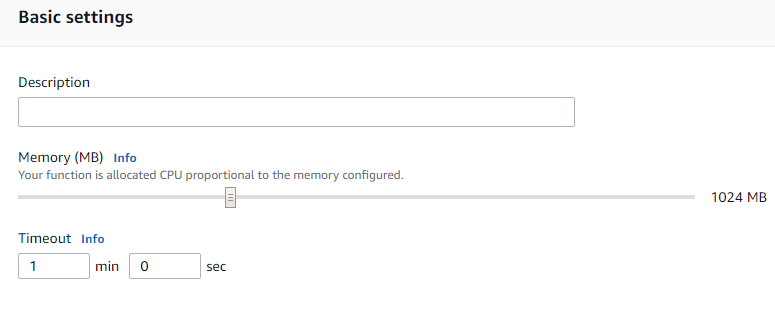 Basic settings
Description
Memory (MB) Info
Your function is allocated CPU proportional to the memory configured.
1024 MB
Timeout Info
1 min 0 sec